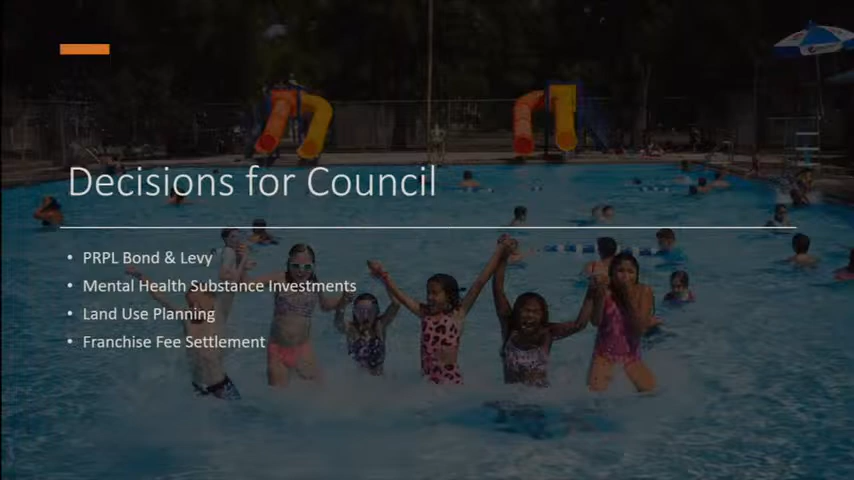 Decisions for Council
• PRPL Bond & Levy
• Mental Health Substance Investments
• Land Use Planning
• Franchise Fee Settlement